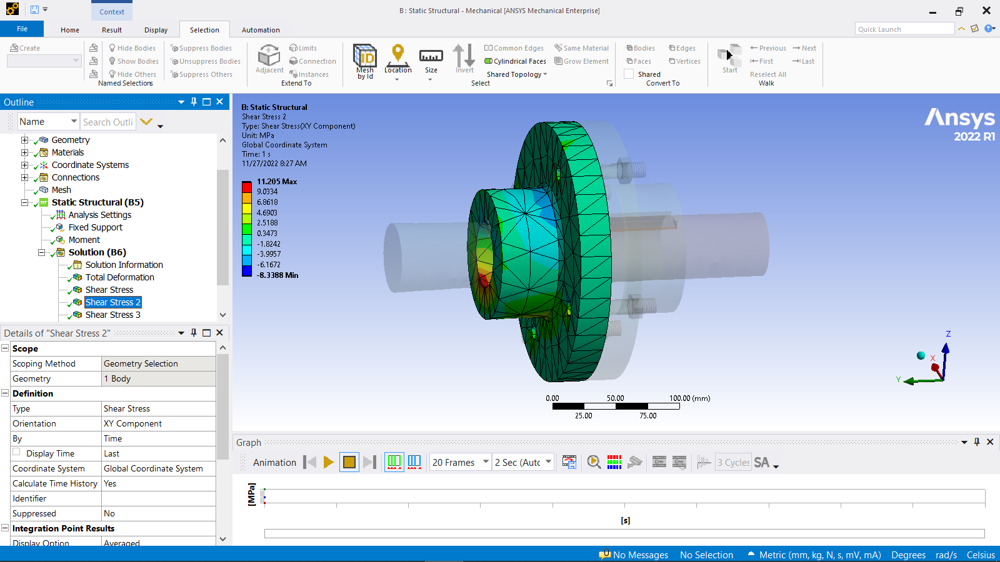 Context
B : Static Structural - Mechanical [ANSYS Mechanical Enterprise]
File
Home
Result
Display
Selection
Automation
Quick Launch
Create
Hide Bodies
Show Bodies
Hide Others
Named Selections
Suppress Bodies
Unsuppress Bodies
Suppress Others
Adjacent
Limits
Connection
Instances
Extend To
Mesh by Id
Location
Size
Invert
Common Edges
Cylindrical Faces
Shared Topology
Same Material
Grow Element
Select
Bodies
Faces
Shared
Edges
Vertices
Convert To
Start
Previous
Next
First
Last
Reselect All
Walk
Outline
Name
Search Outli
Geometry
Materials
Coordinate Systems
Connections
Mesh
Static Structural (B5)
Analysis Settings
Fixed Support
Moment
Solution (B6)
Solution Information
Total Deformation
Shear Stress
Shear Stress 2
Shear Stress 3
Details of "Shear Stress 2"
Scope
Scoping Method Geometry Selection
Geometry 1 Body
Definition
Type Shear Stress
Orientation XY Component
By Time
Display Time Last
Coordinate System Global Coordinate System
Calculate Time History Yes
Identifier
Suppressed No
Integration Point Results
Display Option Averaged
B: Static Structural
Shear Stress 2
Type: Shear Stress(XY Component)
Unit: MPa
Global Coordinate System
Time: 1 s
11/27/2022 8:27 AM
11.205 Max
9.0334
6.8618
4.6903
2.5188
0.3473
-1.8242
-3.9957
-6.1672
-8.3388 Min
Ansys
2022 R1
Z
X
Y
0.00 50.00 100.00 (mm)
25.00 75.00
Graph
Animation
20 Frames
2 Sec (Autc
3 Cycles
SA
[MPa]
[s]
No Messages
No Selection
Metric (mm, kg, N, s, mV, mA)
Degrees
rad/s
Celsius